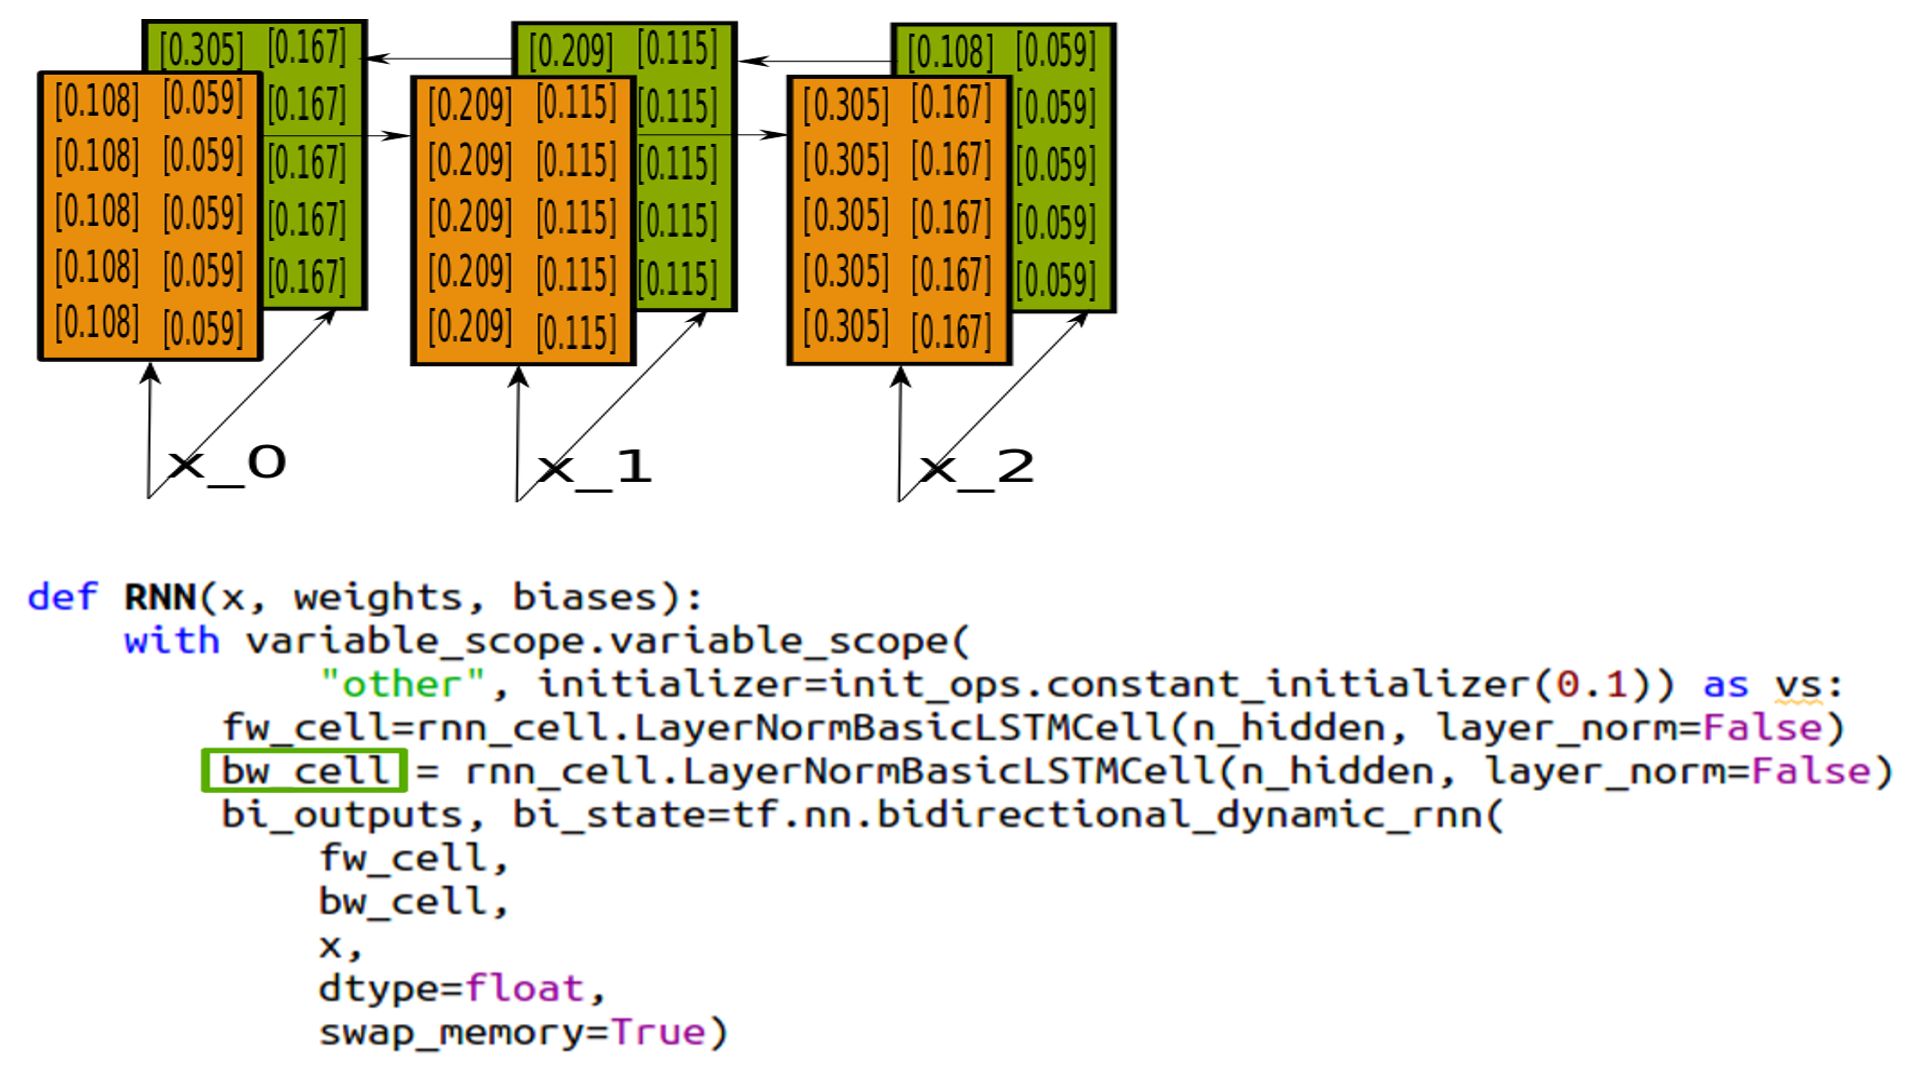 [0.305] [0.167] [0.209] [0.115] [0.108] [0.059]
[0.108] [0.059] [0.167] [0.209] [0.115] [0.115] [0.305] [0.167] [0.059]
[0.108] [0.059] [0.167] [0.209] [0.115] [0.115] [0.305] [0.167] [0.059]
[0.108] [0.059] [0.167] [0.209] [0.115] [0.115] [0.305] [0.167] [0.059]
[0.108] [0.059] [0.167] [0.209] [0.115] [0.115] [0.305] [0.167] [0.059]
[0.108] [0.059] [0.209] [0.115] [0.305] [0.167]
x_0 x_1 x_2
def RNN(x, weights, biases):
with variable_scope.variable_scope(
"other", initializer=init_ops.constant_initializer(0.1)) as vs:
fw_cell=rnn_cell.LayerNormBasicLSTMCell(n_hidden, layer_norm=False)
bw_cell = rnn_cell.LayerNormBasicLSTMCell(n_hidden, layer_norm=False)
bi_outputs, bi_state=tf.nn.bidirectional_dynamic_rnn(
fw_cell,
bw_cell,
x,
dtype=float,
swap_memory=True)